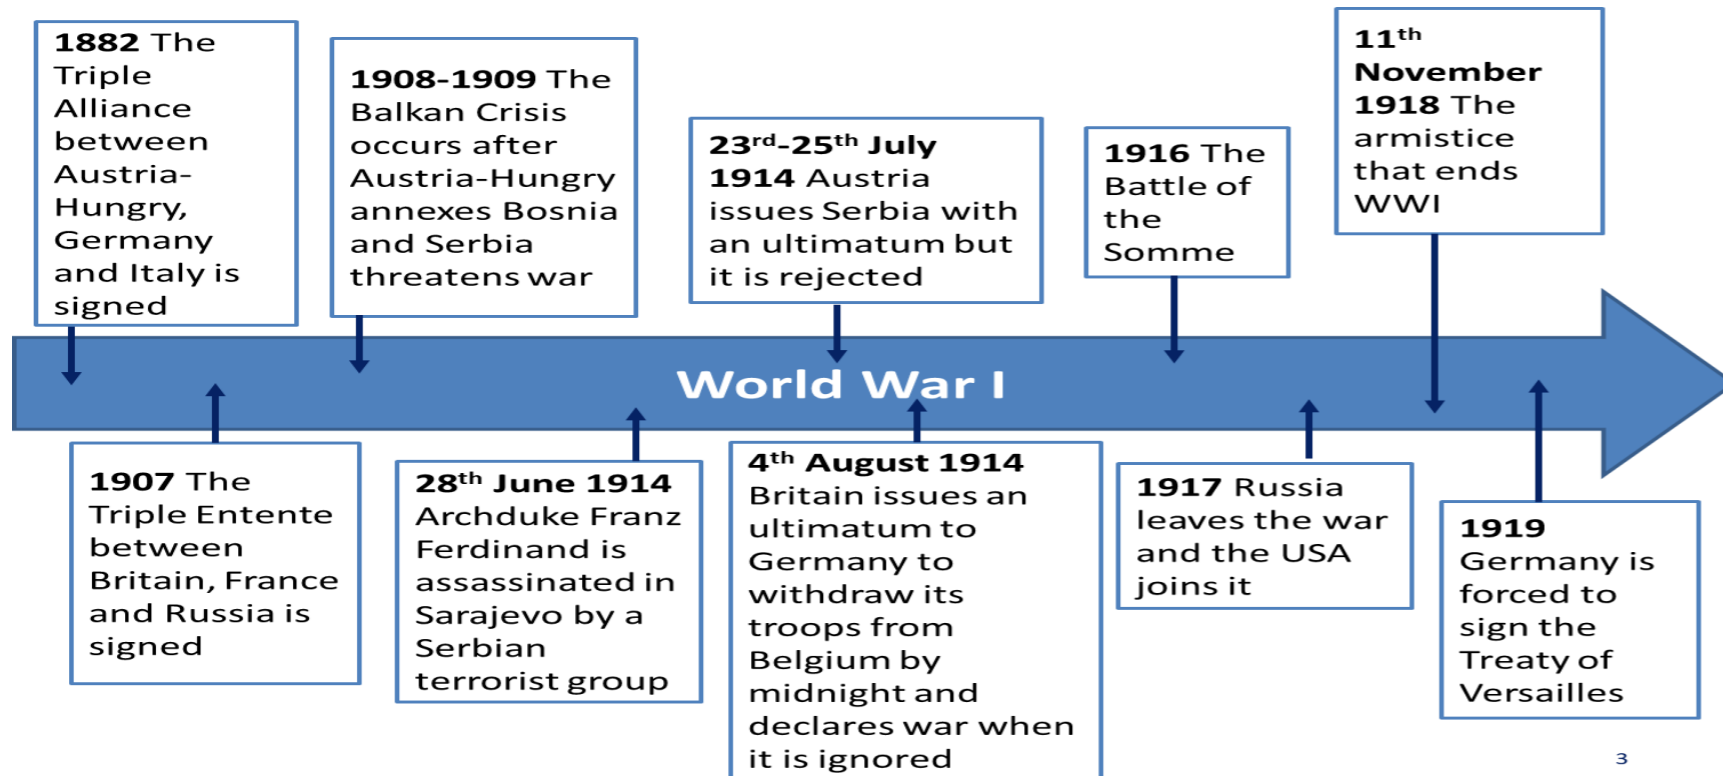 1882 The
Triple
Alliance
between
Austria-
Hungry,
Germany
and Italy is
signed
1908-1909 The
Balkan Crisis
occurs after
Austria-Hungry
annexes Bosnia
and Serbia
threatens war
23rd-25th July
1914 Austria
issues Serbia with
an ultimatum but
it is rejected
1916 The
Battle of
the
Somme
11th
November
1918 The
armistice
that ends
WWI
World War I
1907 The
Triple Entente
between
Britain, France
and Russia is
signed
28th June 1914
Archduke Franz
Ferdinand is
assassinated in
Sarajevo by a
Serbian
terrorist group
4th August 1914
Britain issues an
ultimatum to
Germany to
withdraw its
troops from
Belgium by
midnight and
declares war when
it is ignored
1917 Russia
leaves the war
and the USA
joins it
1919
Germany is
forced to
sign the
Treaty of
Versailles
3